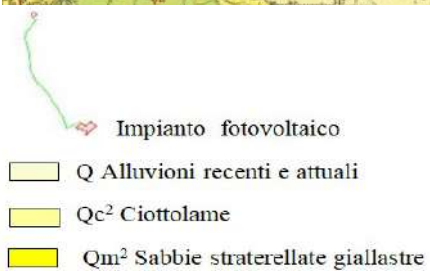 Impianto fotovoltaico
Q Alluvioni recenti e attuali
Qc² Ciottolame
Qm² Sabbie straterellate giallastre